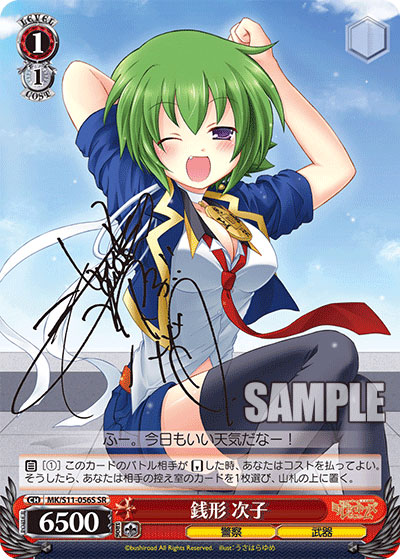 LEVEL
1
1
COST
SAMPLE
ふー。今日もいい天気だなー!
【自】[①] このカードのバトル相手が した時、あなたはコストを払ってよい。
そうしたら、あなたは相手の控え室のカードを1枚選び、山札の上に置く。
CH MK/S11-056S SR
6500
銭形 次子
警察
武器
©bushiroad All Rights Reserved. illust.うさはらゆめ